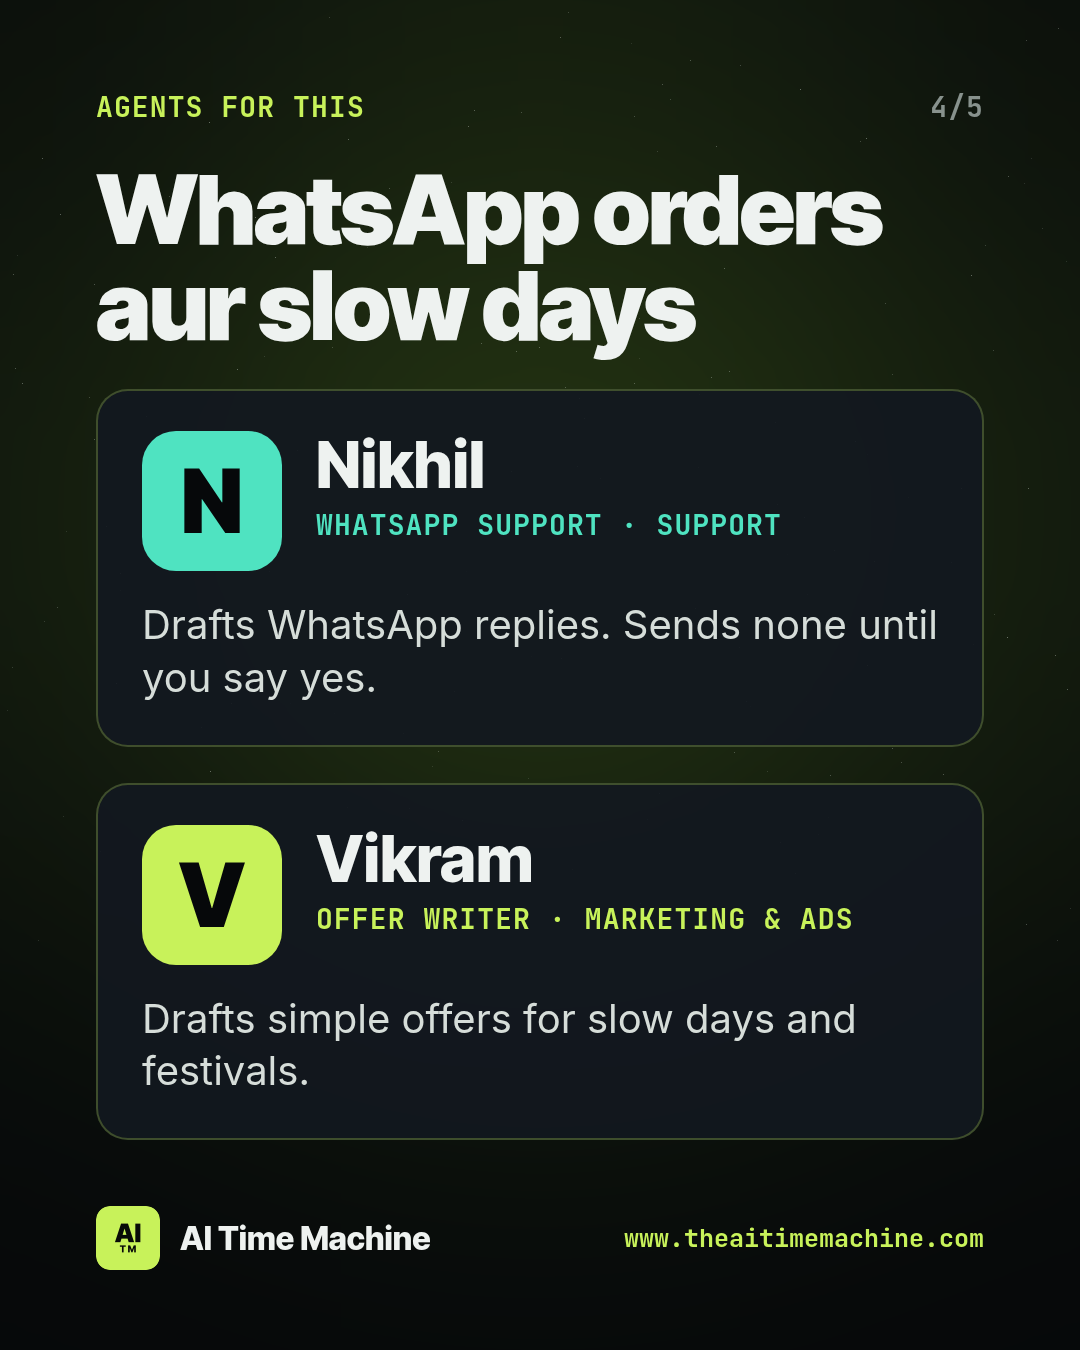 AGENTS FOR THIS
4/5
WhatsApp orders
aur slow days
N
Nikhil
WHATSAPP SUPPORT · SUPPORT
Drafts WhatsApp replies. Sends none until
you say yes.
V
Vikram
OFFER WRITER · MARKETING & ADS
Drafts simple offers for slow days and
festivals.
AI
TM
AI Time Machine
www.theaitimemachine.com